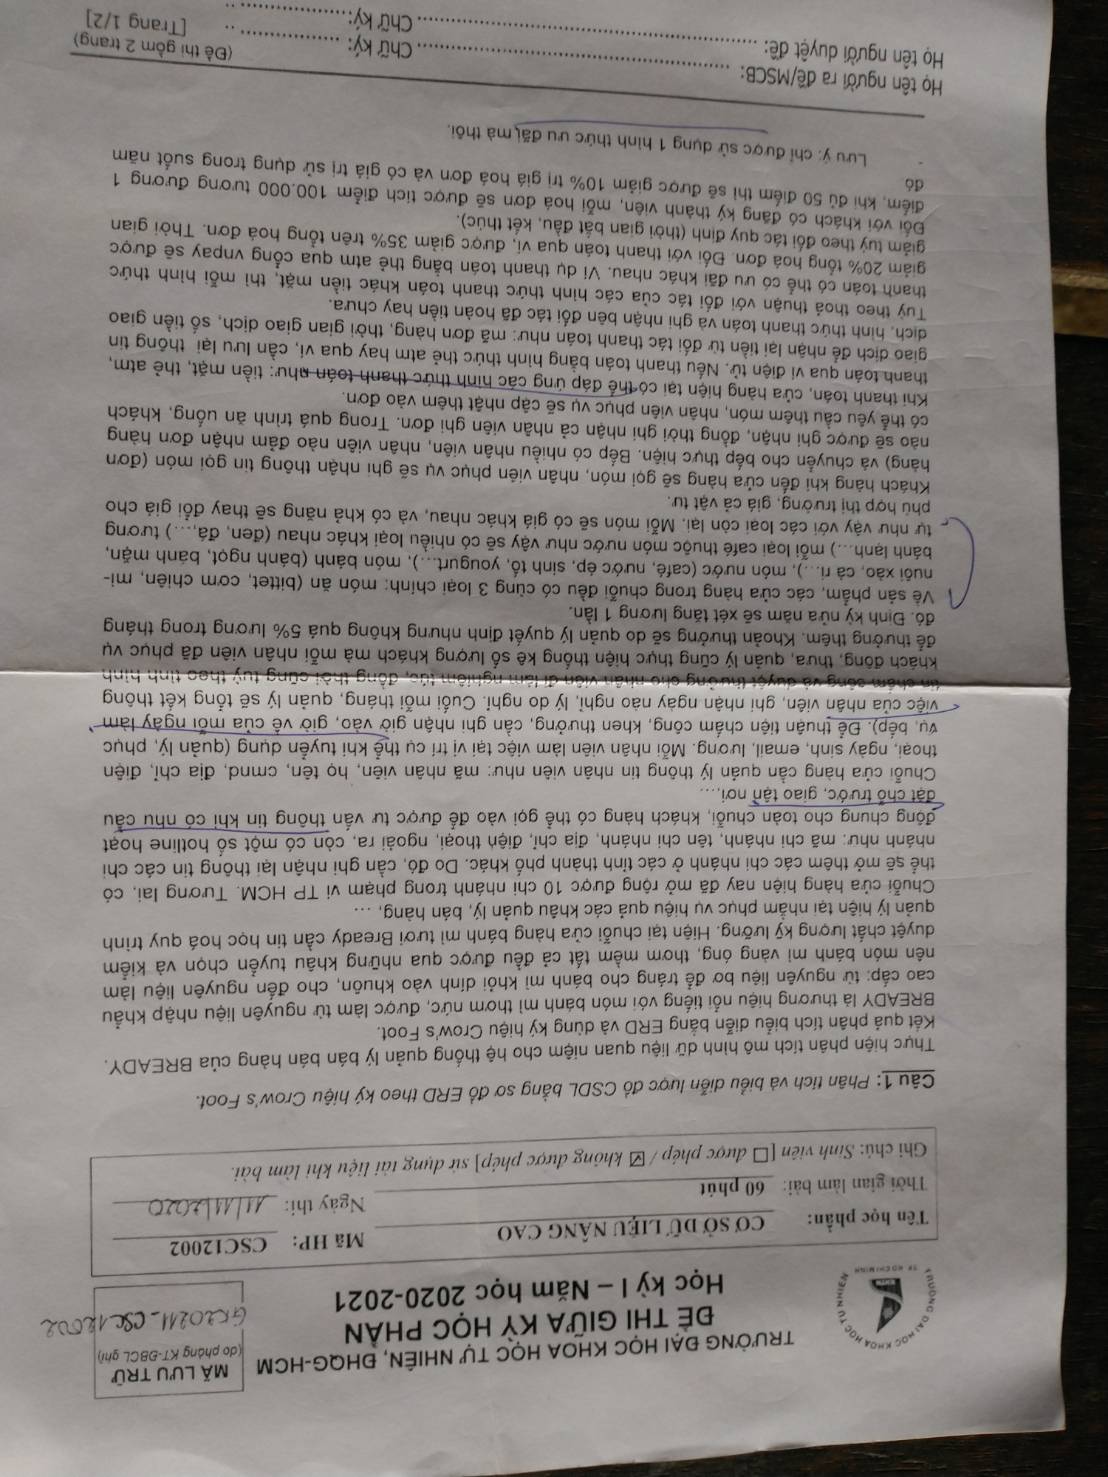 TRƯỜNG ĐẠI HỌC KHOA HỌC TỰ NHIÊN, ĐHQG-HCM
ĐỀ THI GIỮA KỲ HỌC PHẦN
Học kỳ I – Năm học 2020-2021
MÃ LƯU TRỮ
(do phòng KT-ĐBCL ghi)
GK20211_CSC12002
Tên học phần: CƠ SỞ DỮ LIỆU NÂNG CAO Mã HP: CSC12002
Thời gian làm bài: 60 phút Ngày thi: 11/11/2020
Ghi chú: Sinh viên [☐ được phép / ☑ không được phép] sử dụng tài liệu khi làm bài.
Câu 1: Phân tích và biểu diễn lược đồ CSDL bằng sơ đồ ERD theo ký hiệu Crow's Foot.
Thực hiện phân tích mô hình dữ liệu quan niệm cho hệ thống quản lý bán bán hàng của BREADY.
Kết quả phân tích biểu diễn bằng ERD và dùng ký hiệu Crow's Foot.
BREADY là thương hiệu nổi tiếng với món bánh mì thơm nức, được làm từ nguyên liệu nhập khẩu
cao cấp: từ nguyên liệu bơ để tráng cho bánh mì khỏi dính vào khuôn, cho đến nguyên liệu làm
nên món bánh mì vàng óng, thơm mềm tất cả đều được qua những khâu tuyển chọn và kiểm
duyệt chất lượng kỹ lưỡng. Hiện tại chuỗi cửa hàng bánh mì tươi Bready cần tin học hoá quy trình
quản lý hiện tại nhằm phục vụ hiệu quả các khâu quản lý, bán hàng, ...
Chuỗi cửa hàng hiện nay đã mở rộng được 10 chi nhánh trong phạm vi TP HCM. Tương lai, có
thể sẽ mở thêm các chi nhánh ở các tỉnh thành phố khác. Do đó, cần ghi nhận lại thông tin các chi
nhánh như: mã chi nhánh, tên chi nhánh, địa chỉ, điện thoại, ngoài ra, còn có một số hotline hoạt
động chung cho toàn chuỗi, khách hàng có thể gọi vào để được tư vấn thông tin khi có nhu cầu
đặt chỗ trước, giao tận nơi,...
Chuỗi cửa hàng cần quản lý thông tin nhân viên như: mã nhân viên, họ tên, cmnd, địa chỉ, điện
thoại, ngày sinh, email, lương. Mỗi nhân viên làm việc tại vị trí cụ thể khi tuyển dụng (quản lý, phục
vụ, bếp). Để thuận tiện chấm công, khen thưởng, cần ghi nhận giờ vào, giờ về của mỗi ngày làm
việc của nhân viên, ghi nhận ngày nào nghỉ, lý do nghỉ. Cuối mỗi tháng, quản lý sẽ tổng kết thông
tin chấm công và duyệt thưởng cho nhân viên đi làm nghiêm túc, đồng thời cũng tuỳ theo tình hình
khách đông, thưa, quản lý cũng thực hiện thống kê số lượng khách mà mỗi nhân viên đã phục vụ
để thưởng thêm. Khoản thưởng sẽ do quản lý quyết định nhưng không quá 5% lương trong tháng
đó. Định kỳ nửa năm sẽ xét tăng lương 1 lần.
Về sản phẩm, các cửa hàng trong chuỗi đều có cùng 3 loại chính: món ăn (bittet, cơm chiên, mì-
nuôi xào, cà ri...), món nước (café, nước ép, sinh tố, yougurt...), món bánh (bánh ngọt, bánh mặn,
bánh lạnh...) mỗi loại café thuộc món nước như vậy sẽ có nhiều loại khác nhau (đen, đá,...) tương
tự như vậy với các loại còn lại. Mỗi món sẽ có giá khác nhau, và có khả năng sẽ thay đổi giá cho
phù hợp thị trường, giá cả vật tư.
Khách hàng khi đến cửa hàng sẽ gọi món, nhân viên phục vụ sẽ ghi nhận thông tin gọi món (đơn
hàng) và chuyển cho bếp thực hiện. Bếp có nhiều nhân viên, nhân viên nào đảm nhận đơn hàng
nào sẽ được ghi nhận, đồng thời ghi nhận cả nhân viên ghi đơn. Trong quá trình ăn uống, khách
có thể yêu cầu thêm món, nhân viên phục vụ sẽ cập nhật thêm vào đơn.
Khi thanh toán, cửa hàng hiện tại có thể đáp ứng các hình thức thanh toán như: tiền mặt, thẻ atm,
thanh toán qua ví điện tử. Nếu thanh toán bằng hình thức thẻ atm hay qua ví, cần lưu lại thông tin
giao dịch để nhận lại tiền từ đối tác thanh toán như: mã đơn hàng, thời gian giao dịch, số tiền giao
dịch, hình thức thanh toán và ghi nhận bên đối tác đã hoàn tiền hay chưa.
Tuỳ theo thoả thuận với đối tác của các hình thức thanh toán khác tiền mặt, thì mỗi hình thức
thanh toán có thể có ưu đãi khác nhau. Ví dụ thanh toán bằng thẻ atm qua cổng vnpay sẽ được
giảm 20% tổng hoá đơn. Đối với thanh toán qua ví, được giảm 35% trên tổng hoá đơn. Thời gian
giảm tuỳ theo đối tác quy định (thời gian bắt đầu, kết thúc).
Đối với khách có đăng ký thành viên, mỗi hoá đơn sẽ được tích điểm 100.000 tương đương 1
điểm, khi đủ 50 điểm thì sẽ được giảm 10% trị giá hoá đơn và có giá trị sử dụng trong suốt năm
đó
Lưu ý: chỉ được sử dụng 1 hình thức ưu đãi mà thôi.
(Đề thi gồm 2 trang)
Họ tên người ra đề/MSCB: Chữ ký:
Họ tên người duyệt đề: Chữ ký:
[Trang 1/2]